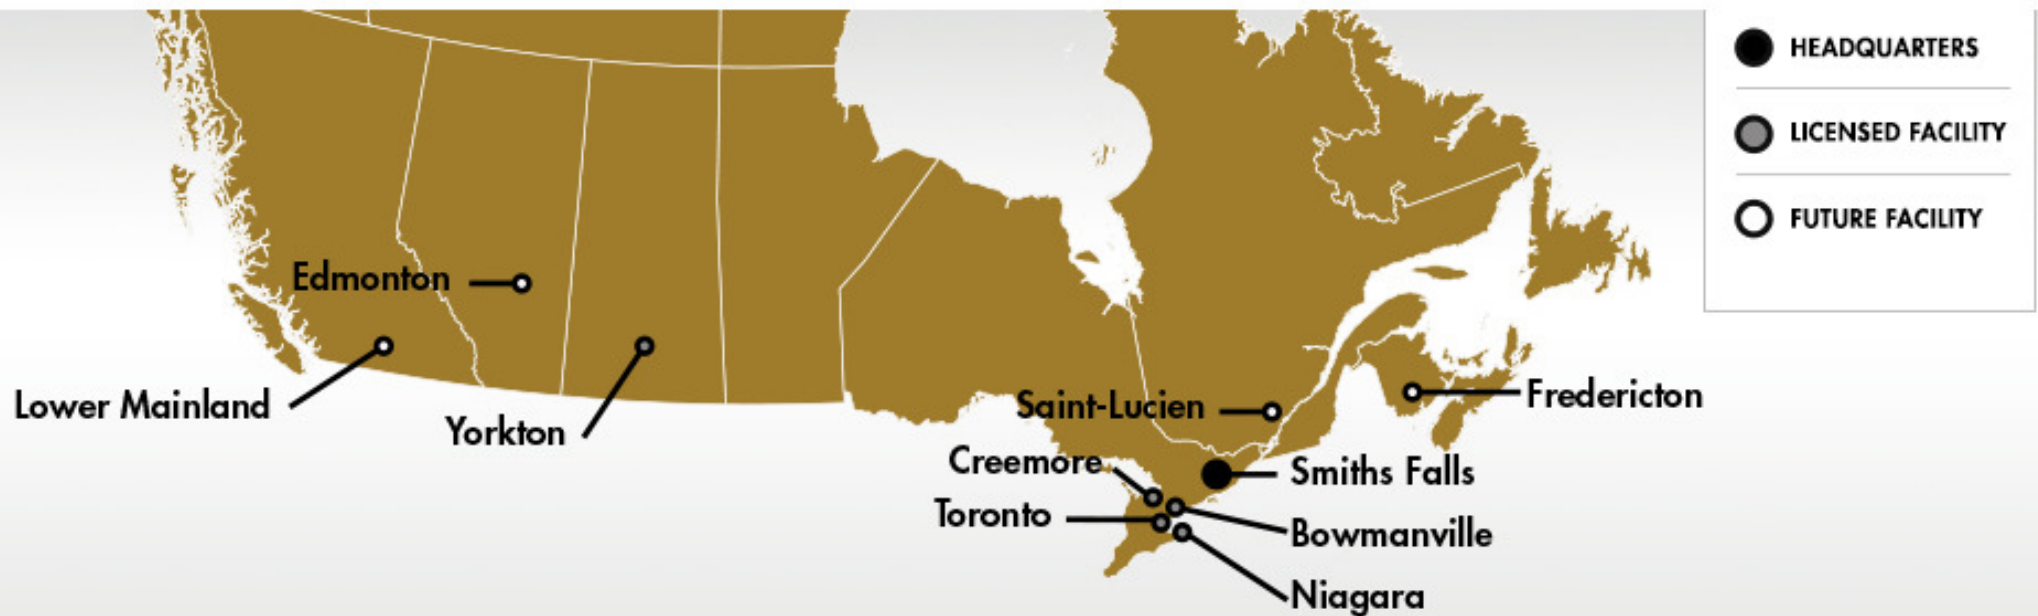 HEADQUARTERS
LICENSED FACILITY
FUTURE FACILITY
Edmonton
Lower Mainland
Yorkton
Saint-Lucien
Fredericton
Creemore
Smiths Falls
Toronto
Bowmanville
Niagara